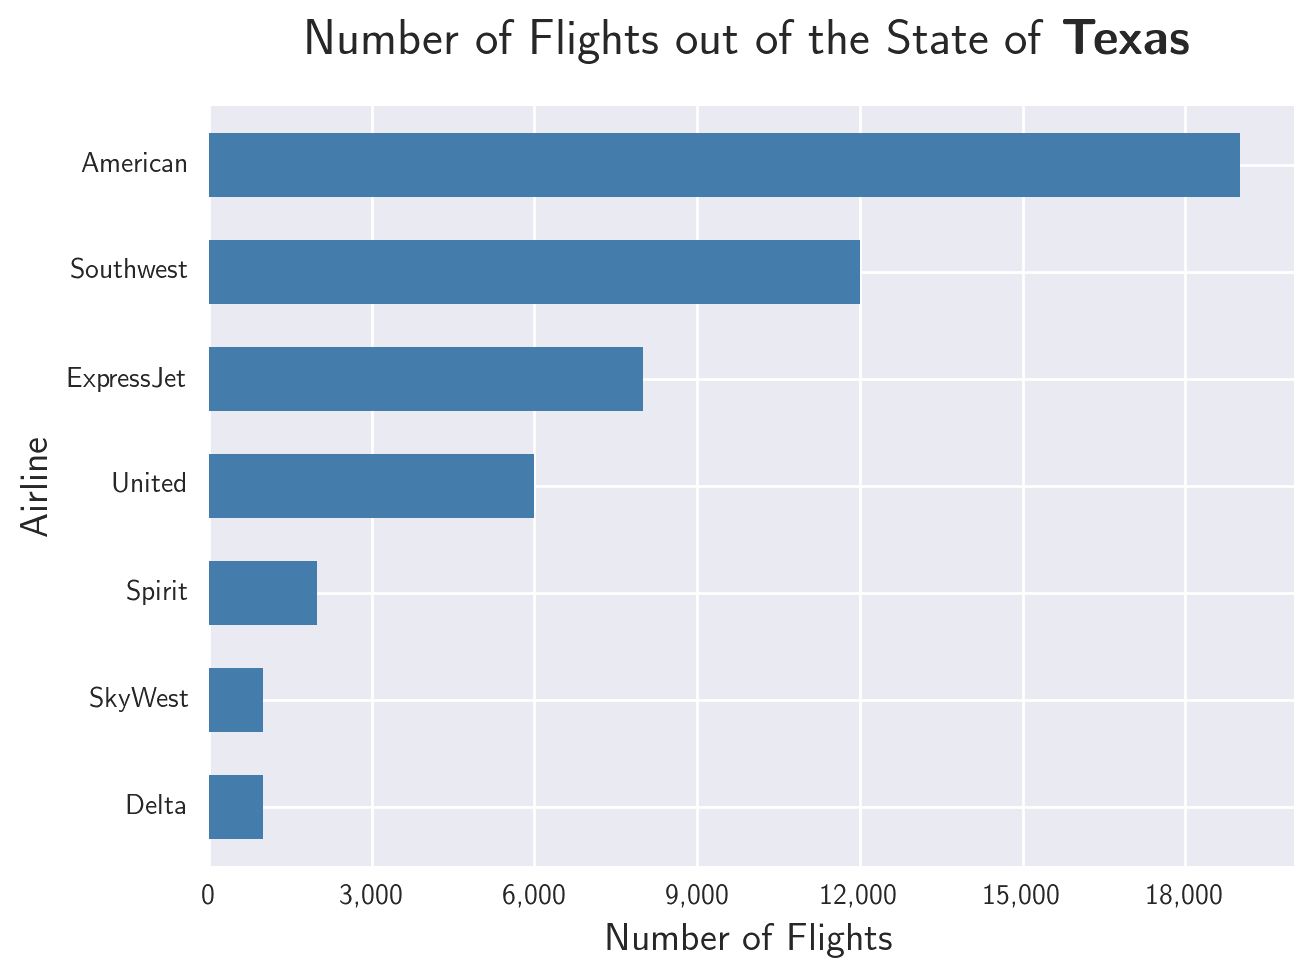 Number of Flights out of the State of Texas
American
Southwest
ExpressJet
United
Spirit
SkyWest
Delta
Airline
0 3,000 6,000 9,000 12,000 15,000 18,000
Number of Flights